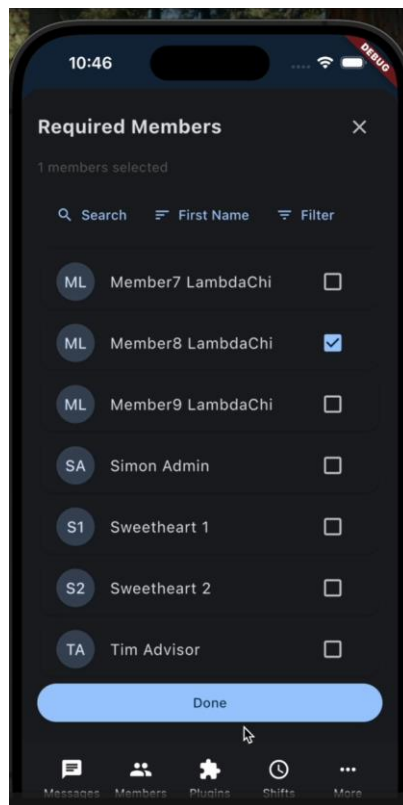 10:46
DEBUG
Required Members
1 members selected
Search First Name Filter
ML Member7 LambdaChi
ML Member8 LambdaChi
ML Member9 LambdaChi
SA Simon Admin
S1 Sweetheart 1
S2 Sweetheart 2
TA Tim Advisor
Done
Messages Members Plugins Shifts More